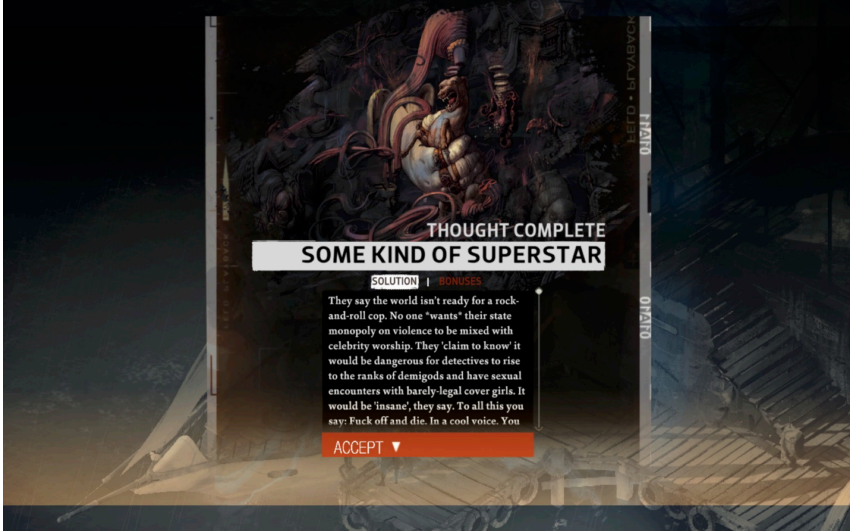 FELD • PLAYBACK
THOUGHT COMPLETE
SOME KIND OF SUPERSTAR
SOLUTION | BONUSES
They say the world isn't ready for a rock-
and-roll cop. No one *wants* their state
monopoly on violence to be mixed with
celebrity worship. They 'claim to know' it
would be dangerous for detectives to rise
to the ranks of demigods and have sexual
encounters with barely-legal cover girls. It
would be 'insane', they say. To all this you
say: Fuck off and die. In a cool voice. You
ACCEPT ▼